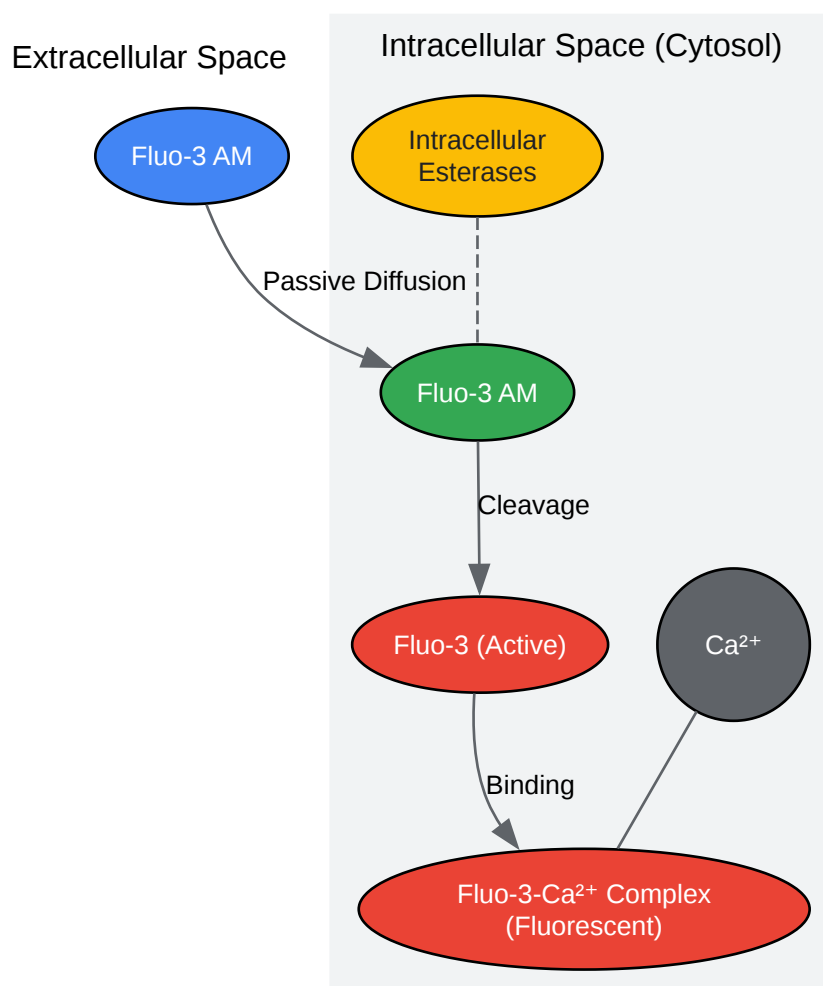 Extracellular Space
Intracellular Space (Cytosol)
Fluo-3 AM
Intracellular
Esterases
Passive Diffusion
Fluo-3 AM
Cleavage
Fluo-3 (Active)
Ca²⁺
Binding
Fluo-3-Ca²⁺ Complex
(Fluorescent)